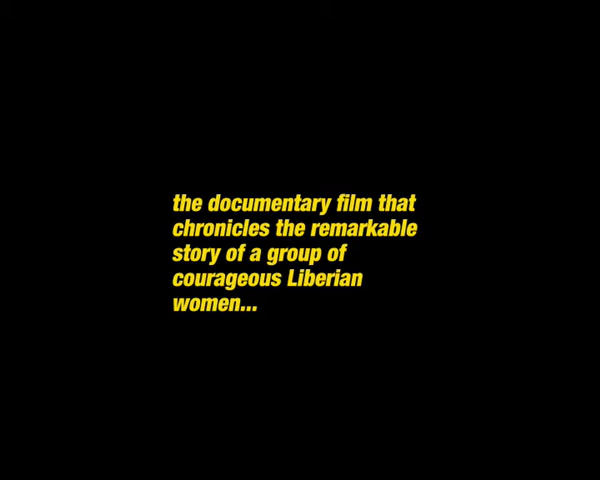 the documentary film that
chronicles the remarkable
story of a group of
courageous Liberian
women...